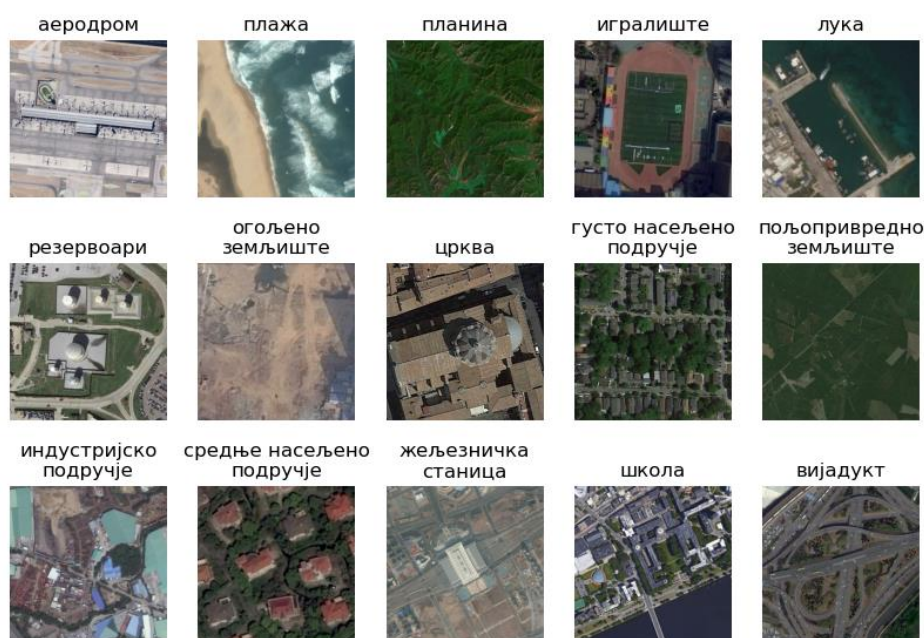 аеродром
плажа
планина
игралиште
лука
резервоари
огољено
земљиште
црква
густо насељено
подручје
пољопривредно
земљиште
индустријско
подручје
средње насељено
подручје
жељезничка
станица
школа
вијадукт